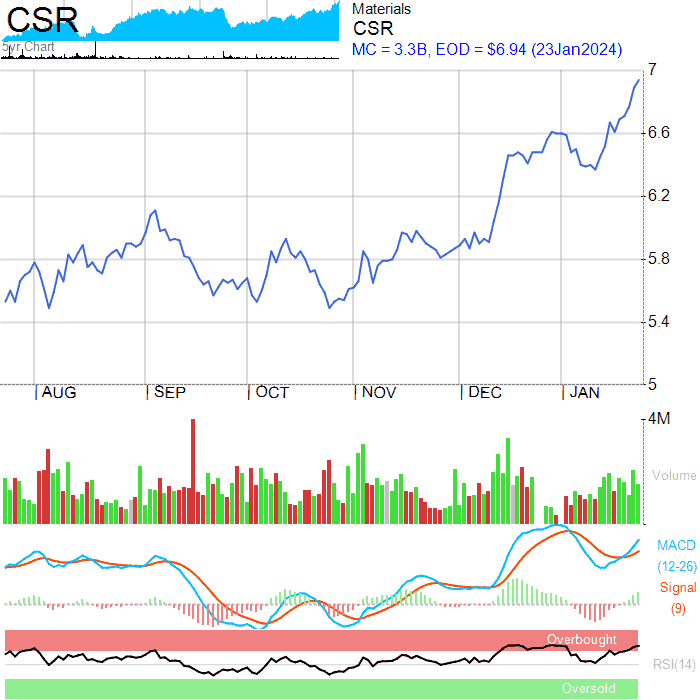 CSR
5yr Chart
Materials
CSR
MC = 3.3B, EOD = $6.94 (23Jan2024)
7
6.6
6.2
5.8
5.4
5
AUG
SEP
OCT
NOV
DEC
JAN
4M
Volume
MACD
(12-26)
Signal
(9)
Overbought
RSI(14)
Oversold